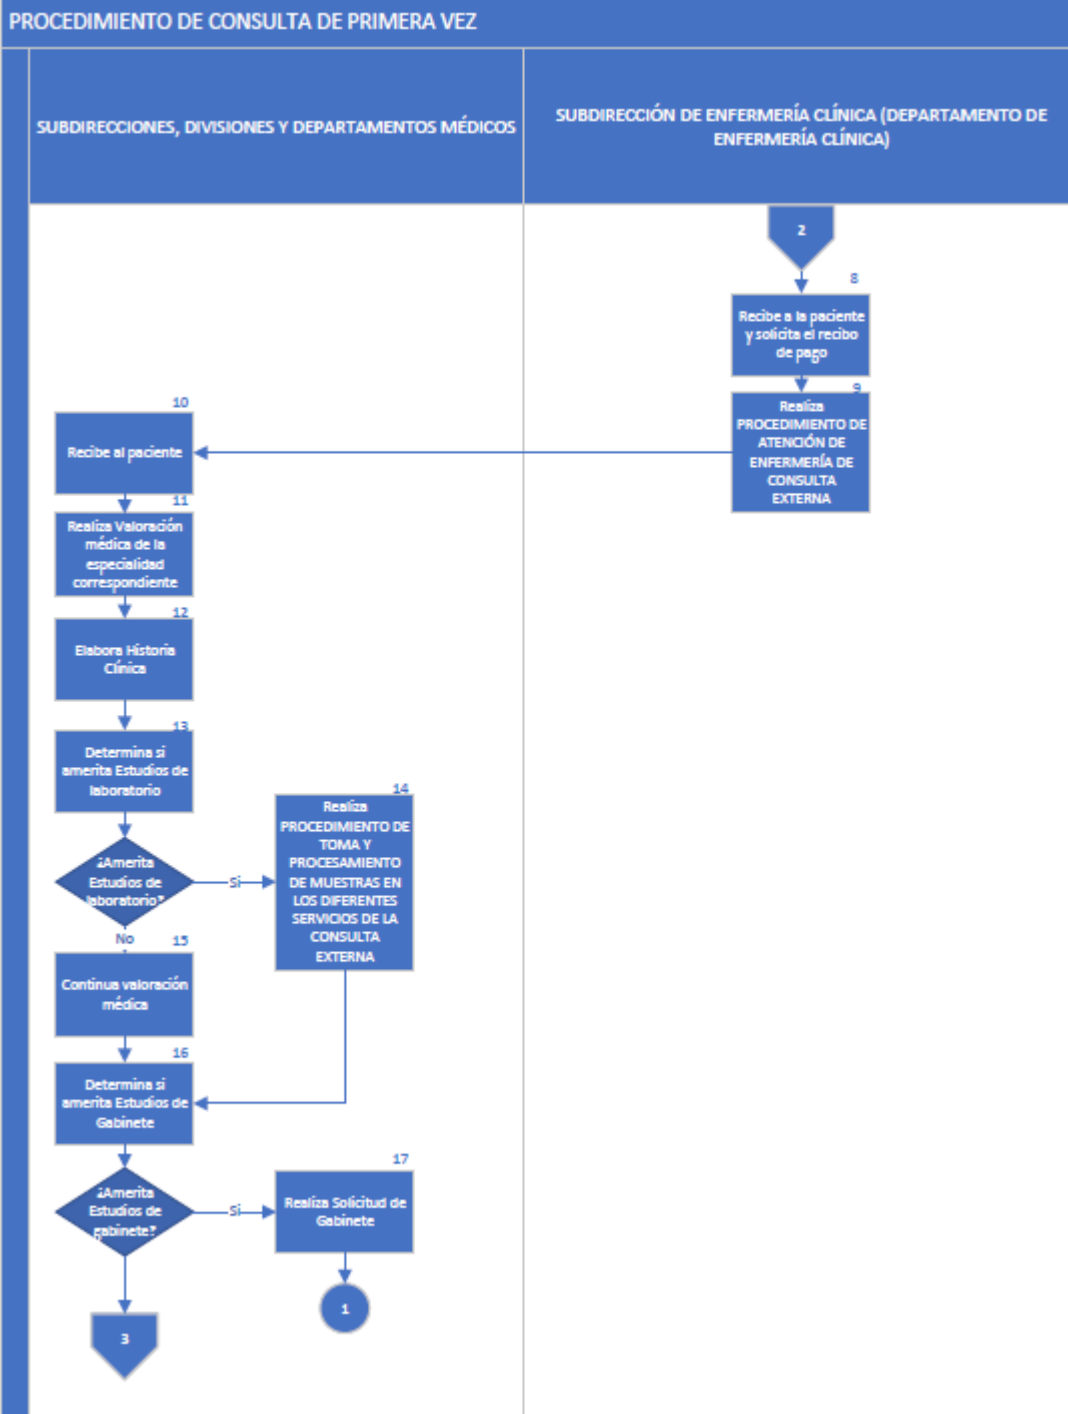 PROCEDIMIENTO DE CONSULTA DE PRIMERA VEZ
SUBDIRECCIONES, DIVISIONES Y DEPARTAMENTOS MÉDICOS
SUBDIRECCIÓN DE ENFERMERÍA CLÍNICA (DEPARTAMENTO DE
ENFERMERÍA CLÍNICA)
2
8
Recibe a la paciente
y solicita el recibo
de pago
9
Realiza
PROCEDIMIENTO DE
ATENCIÓN DE
ENFERMERÍA DE
CONSULTA
EXTERNA
10
Recibe al paciente
11
Realiza Valoración
médica de la
especialidad
correspondiente
12
Elabora Historia
Clínica
13
Determina si
amerita Estudios de
laboratorio
¿Amerita
Estudios de
laboratorio?
Si
14
Realiza
PROCEDIMIENTO DE
TOMA Y
PROCESAMIENTO
DE MUESTRAS EN
LOS DIFERENTES
SERVICIOS DE LA
CONSULTA
EXTERNA
No
15
Continua valoración
médica
16
Determina si
amerita Estudios de
Gabinete
¿Amerita
Estudios de
gabinete?
Si
17
Realiza Solicitud de
Gabinete
1
3